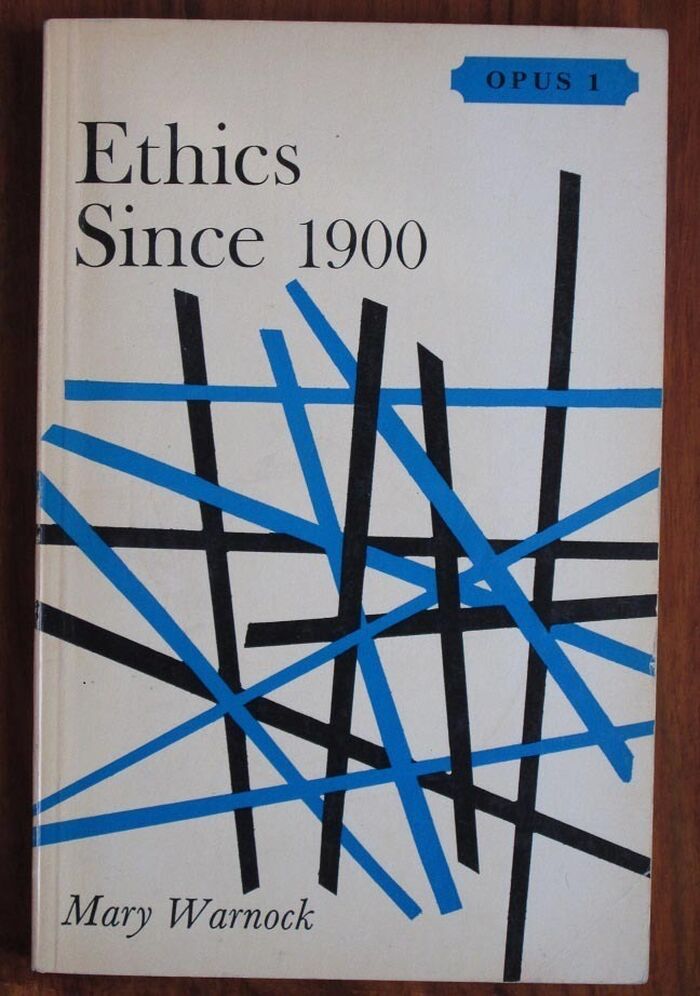 OPUS 1
Ethics
Since 1900
Mary Warnock